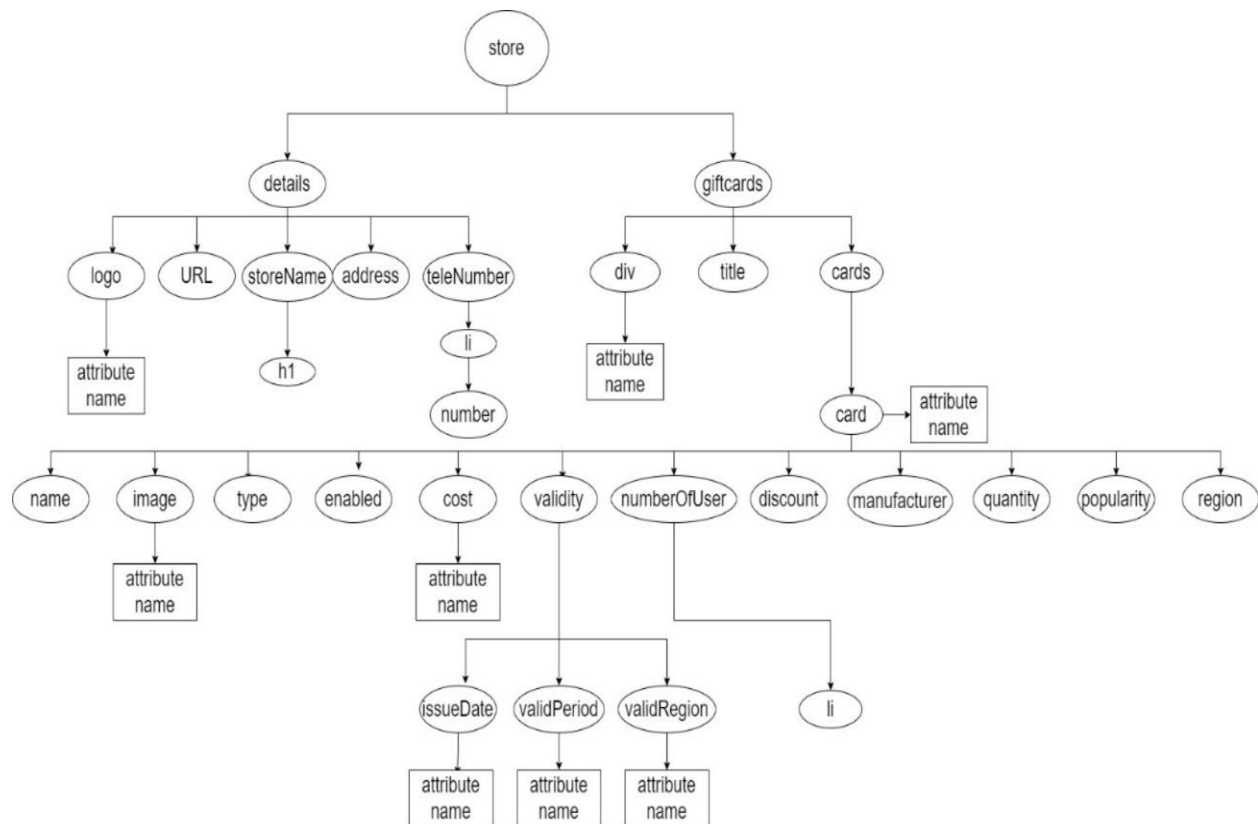 store
details
giftcards
logo
URL
storeName
address
teleNumber
div
title
cards
attribute
name
h1
li
number
attribute
name
card
attribute
name
name
image
type
enabled
cost
validity
numberOfUser
discount
manufacturer
quantity
popularity
region
attribute
name
attribute
name
issueDate
validPeriod
validRegion
li
attribute
name
attribute
name
attribute
name